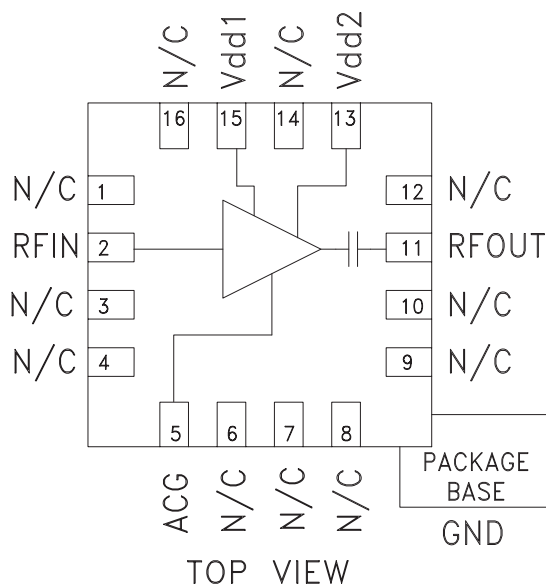 N/C
Vdd1
N/C
Vdd2
16
15
14
13
N/C 1
12 N/C
RFIN 2
11 RFOUT
N/C 3
10 N/C
N/C 4
9 N/C
5
6
7
8
ACG
N/C
N/C
N/C
PACKAGE
BASE
GND
TOP VIEW